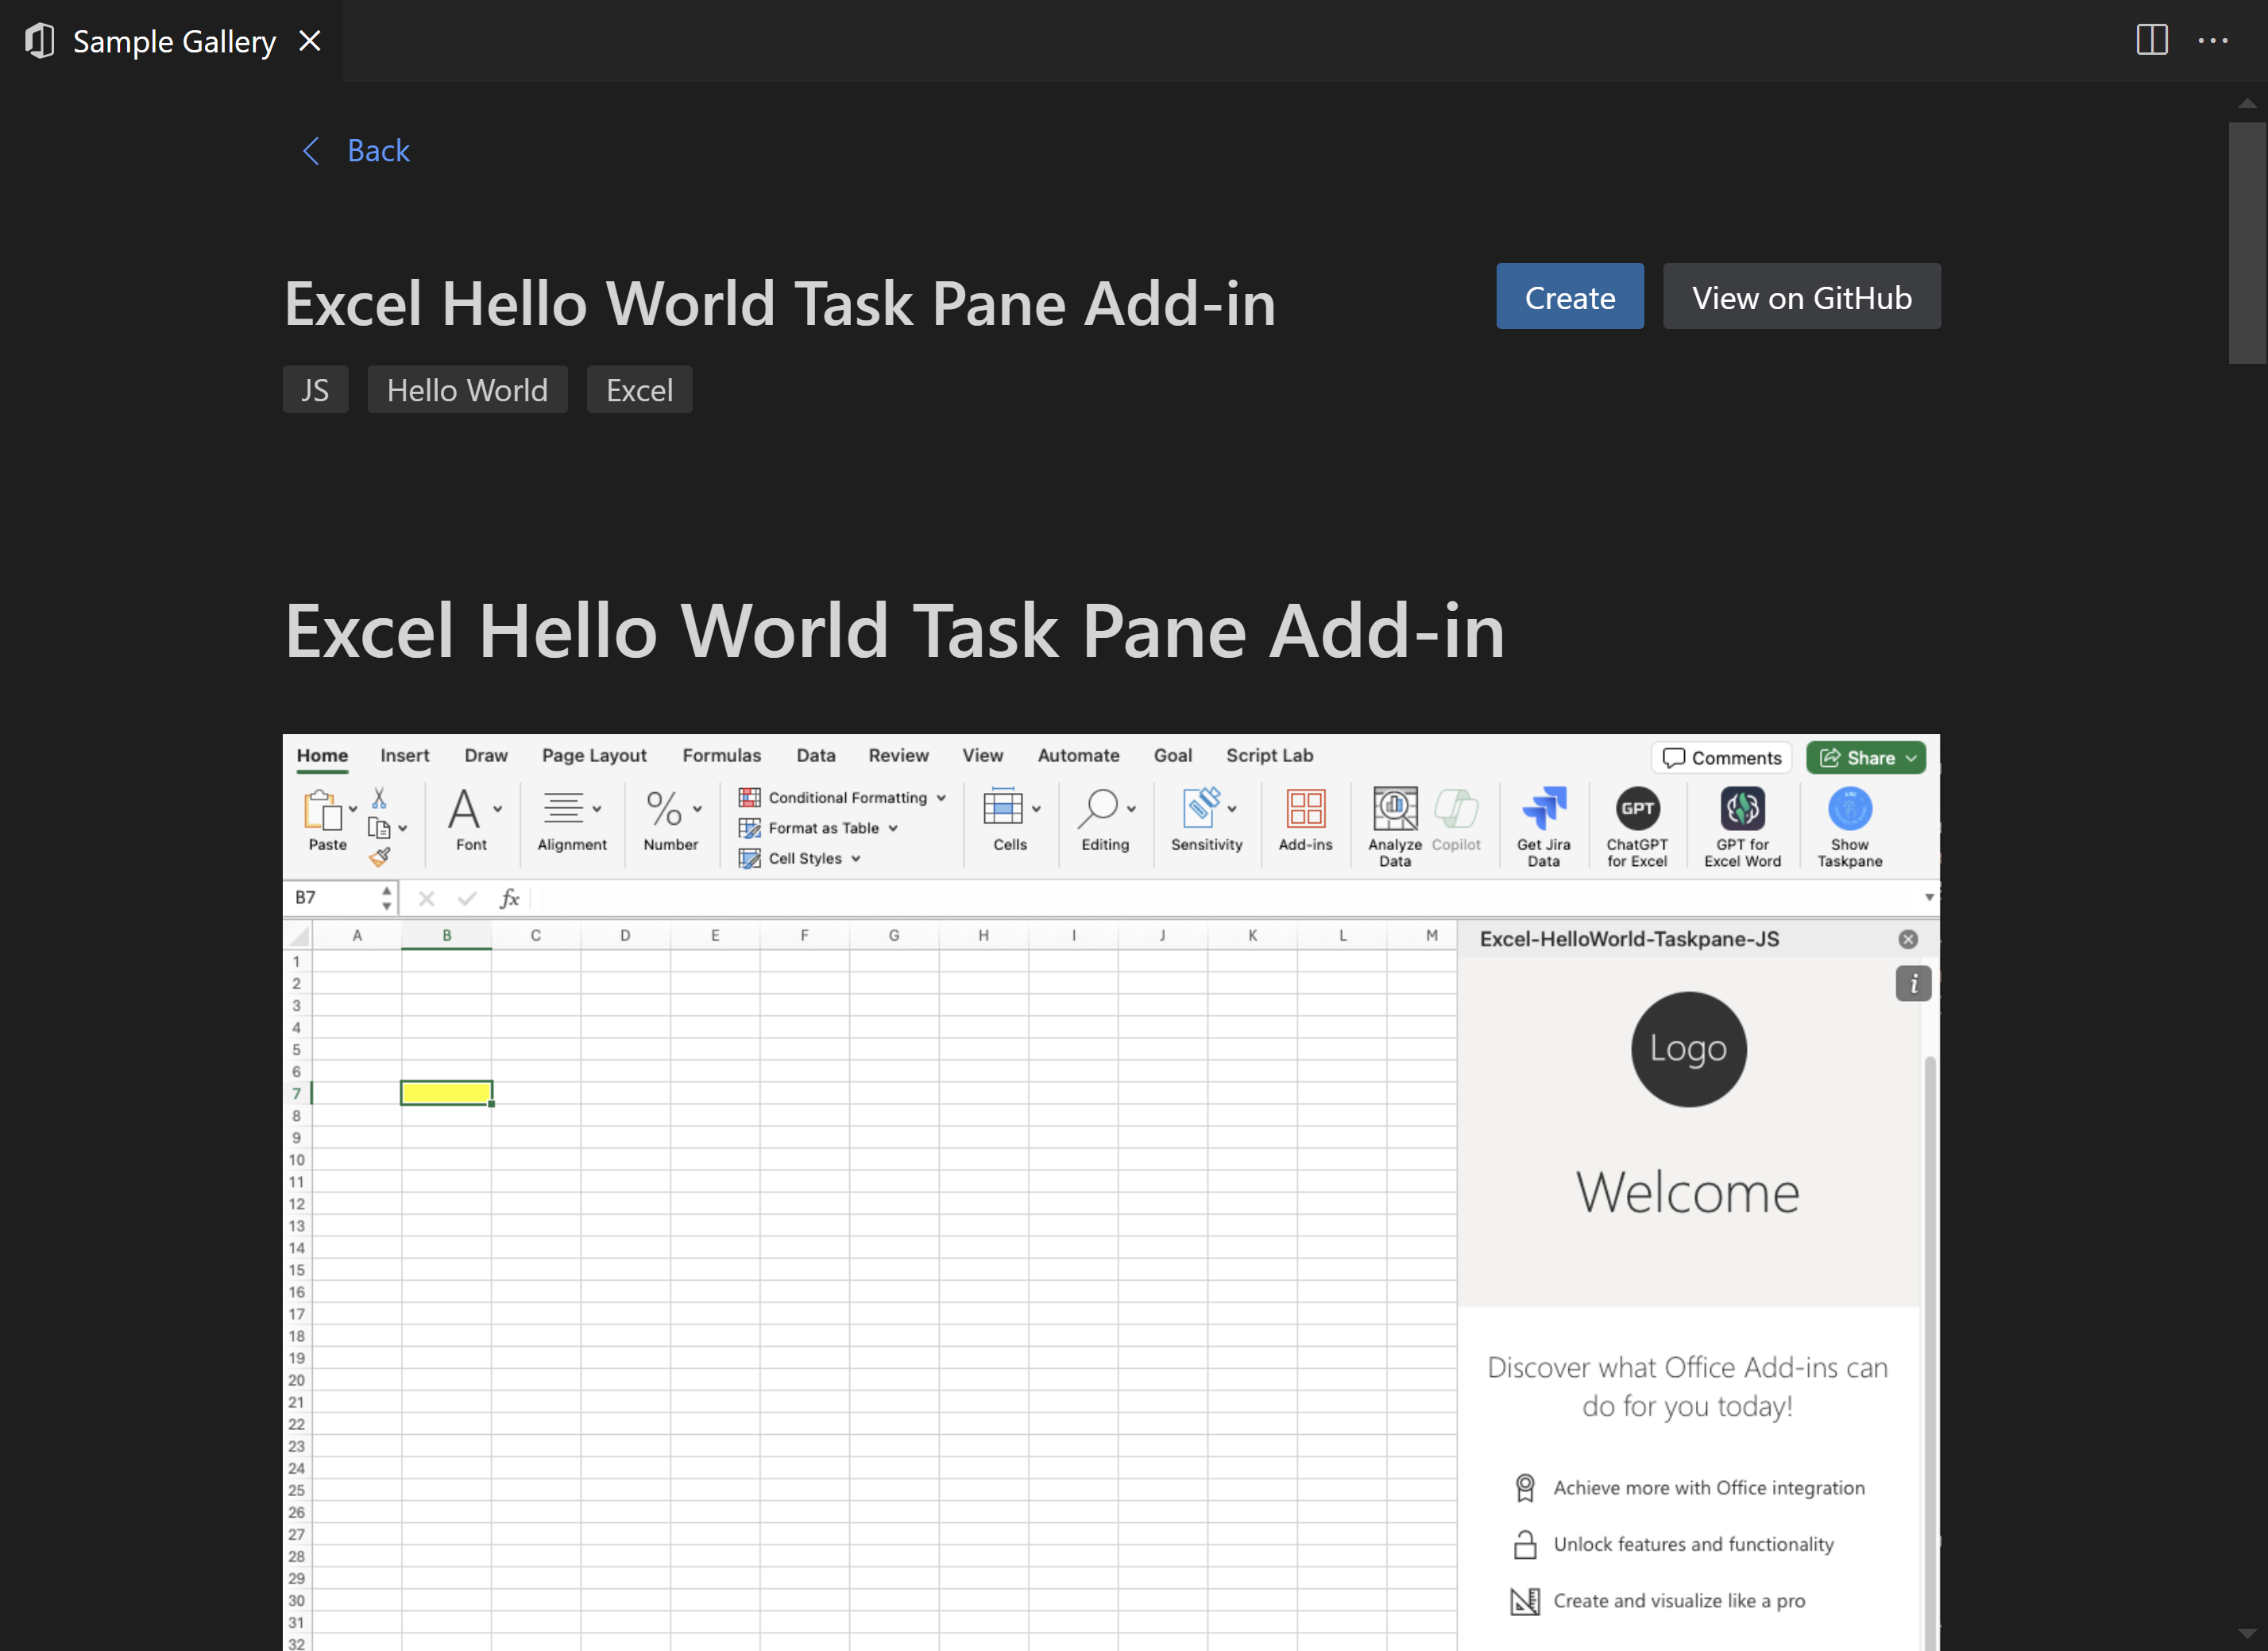 Sample Gallery
Back
Excel Hello World Task Pane Add-in
Create
View on GitHub
JS
Hello World
Excel
Excel Hello World Task Pane Add-in
Home Insert Draw Page Layout Formulas Data Review View Automate Goal Script Lab
Comments
Share
Paste
Font
Alignment
%
Number
Conditional Formatting
Format as Table
Cell Styles
Cells
Editing
Sensitivity
Add-ins
Analyze
Data
Copilot
Get Jira
Data
GPT
ChatGPT
for Excel
GPT for
Excel Word
Show
Taskpane
B7
fx
A B C D E F G H I J K L M
1
2
3
4
5
6
7
8
9
10
11
12
13
14
15
16
17
18
19
20
21
22
23
24
25
26
27
28
29
30
31
32
Excel-HelloWorld-Taskpane-JS
i
Logo
Welcome
Discover what Office Add-ins can
do for you today!
Achieve more with Office integration
Unlock features and functionality
Create and visualize like a pro